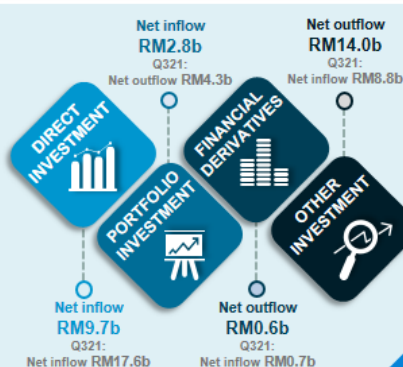 Net inflow
RM2.8b
Q321:
Net outflow RM4.3b
Net outflow
RM14.0b
Q321:
Net inflow RM8.8b
DIRECT
INVESTMENT
PORTFOLIO
INVESTMENT
FINANCIAL
DERIVATIVES
OTHER
INVESTMENT
Net inflow
RM9.7b
Q321:
Net inflow RM17.6b
Net outflow
RM0.6b
Q321:
Net inflow RM0.7b